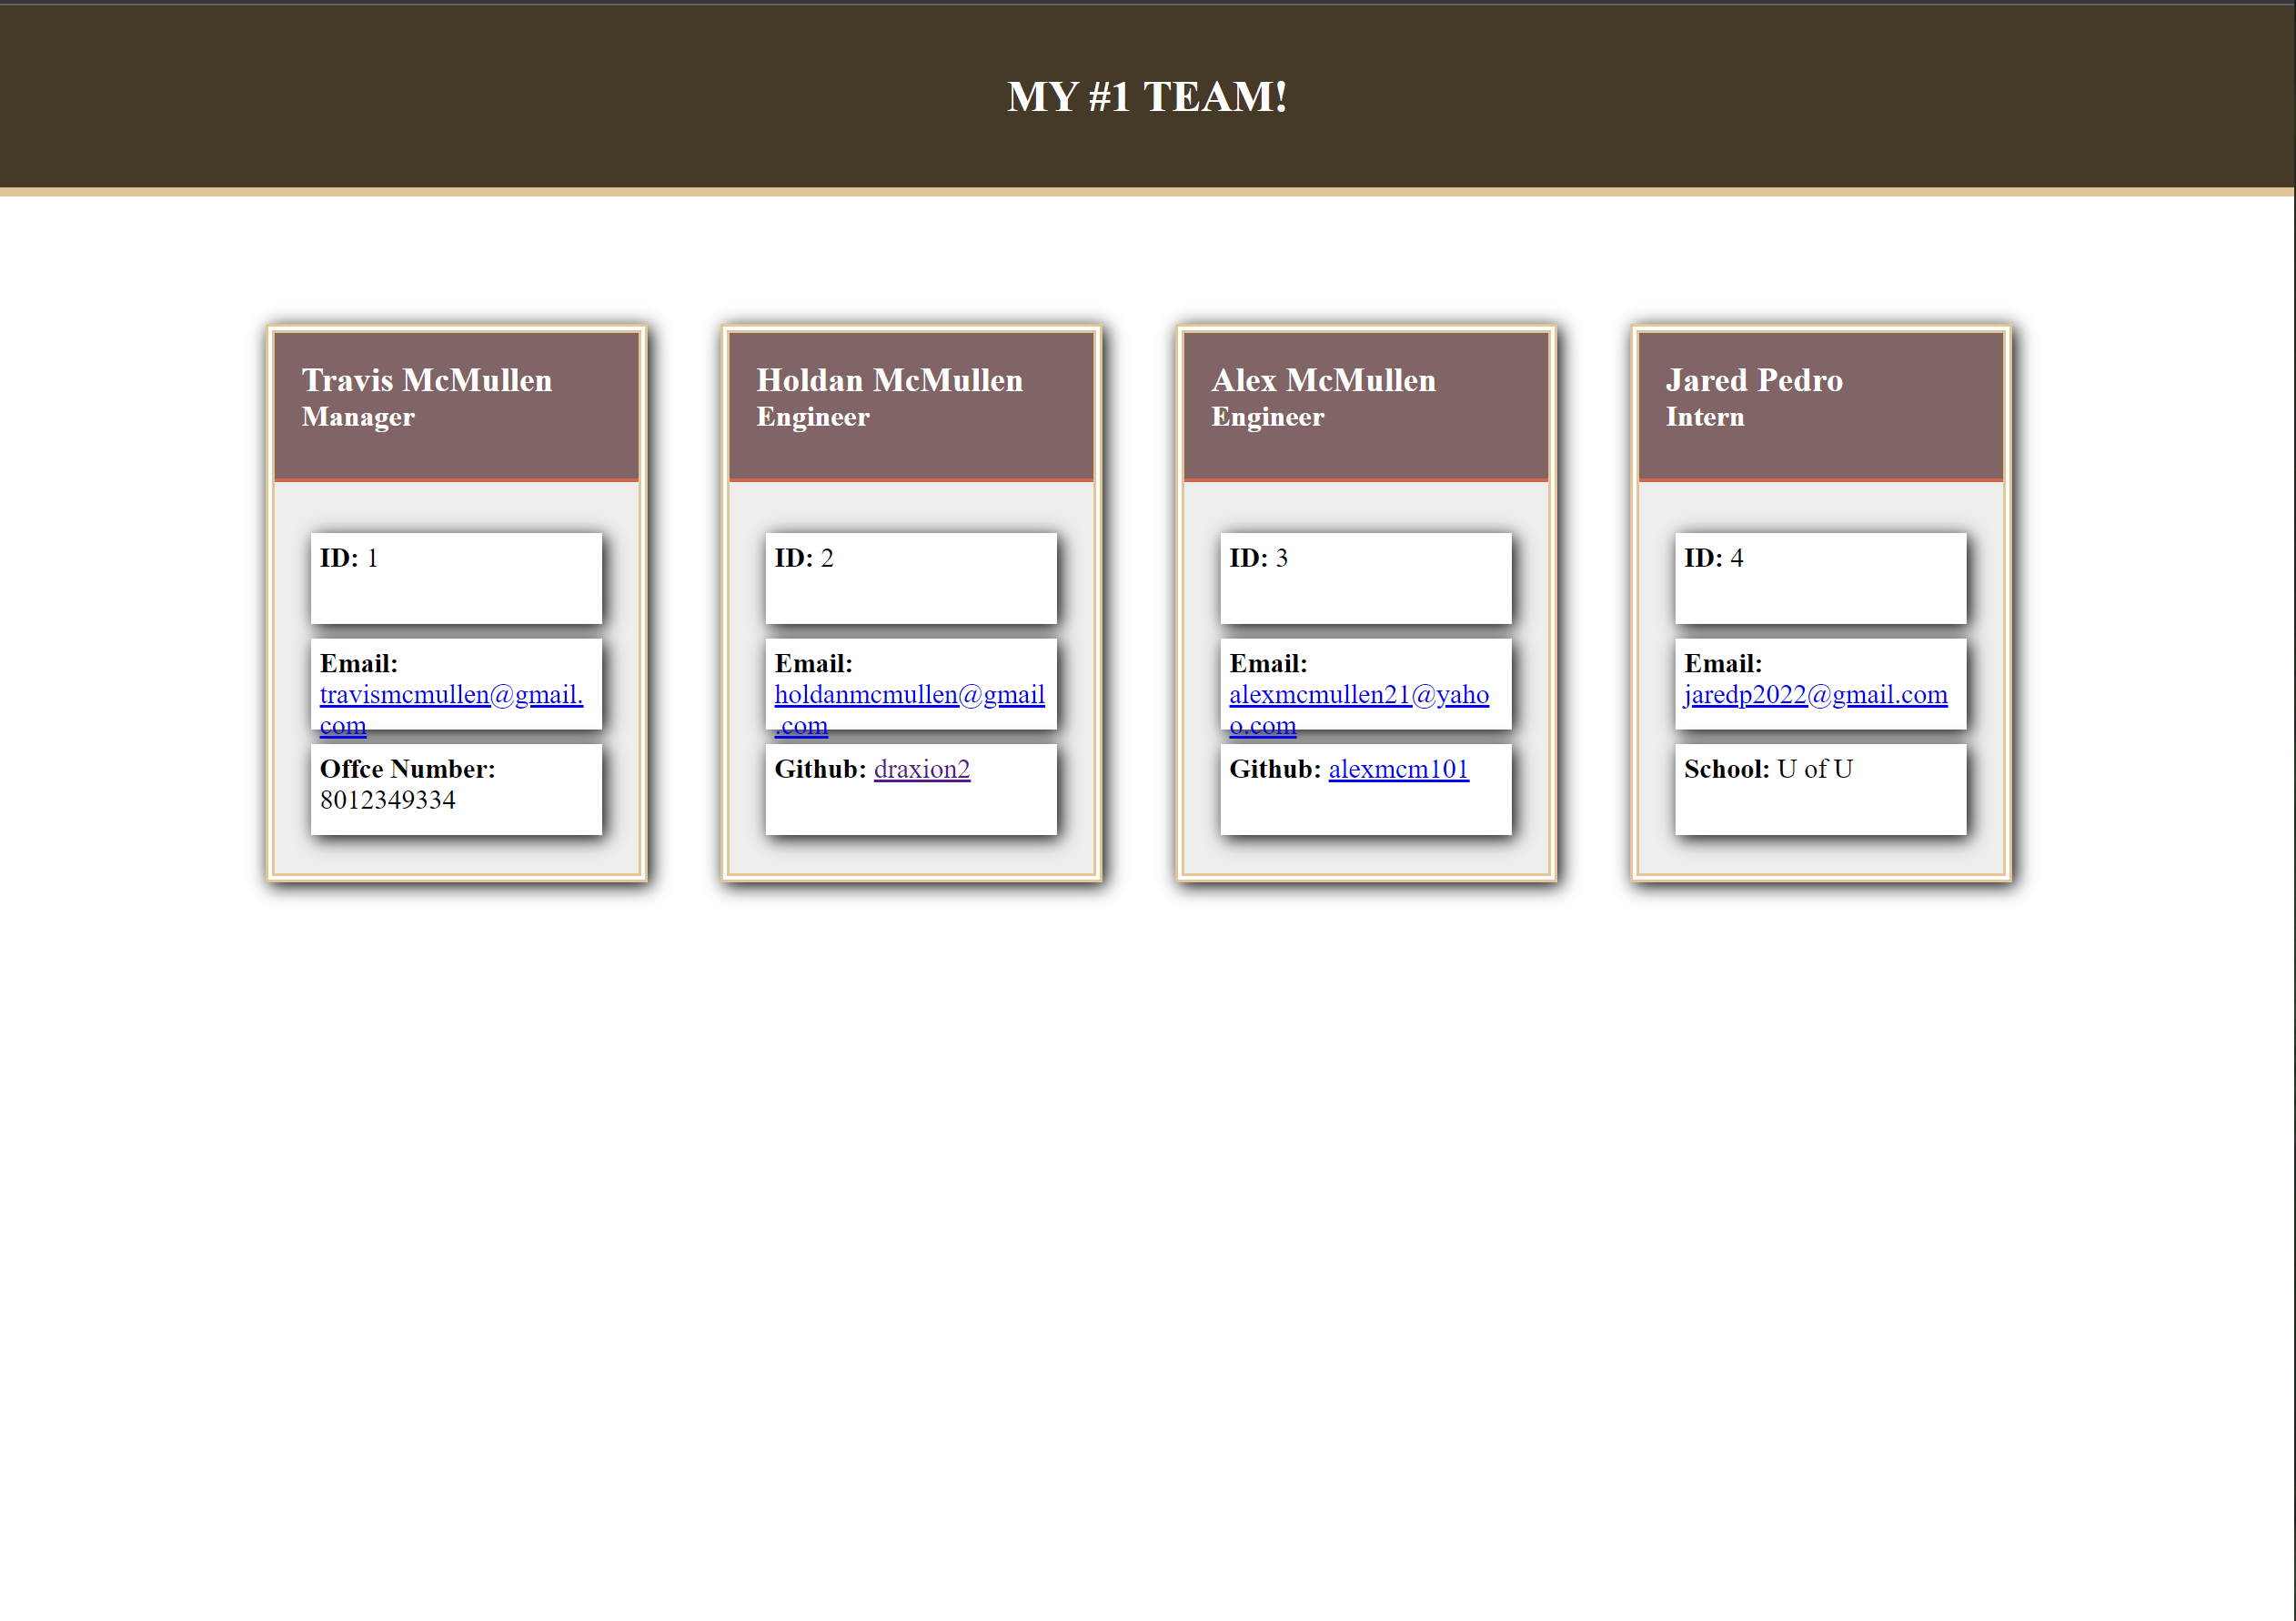 MY #1 TEAM!
Travis McMullen
Manager
ID: 1
Email:
travismcmullen@gmail.
com
Offce Number:
8012349334
Holdan McMullen
Engineer
ID: 2
Email:
holdanmcmullen@gmail
.com
Github: draxion2
Alex McMullen
Engineer
ID: 3
Email:
alexmcmullen21@yaho
o.com
Github: alexmcm101
Jared Pedro
Intern
ID: 4
Email:
jaredp2022@gmail.com
School: U of U